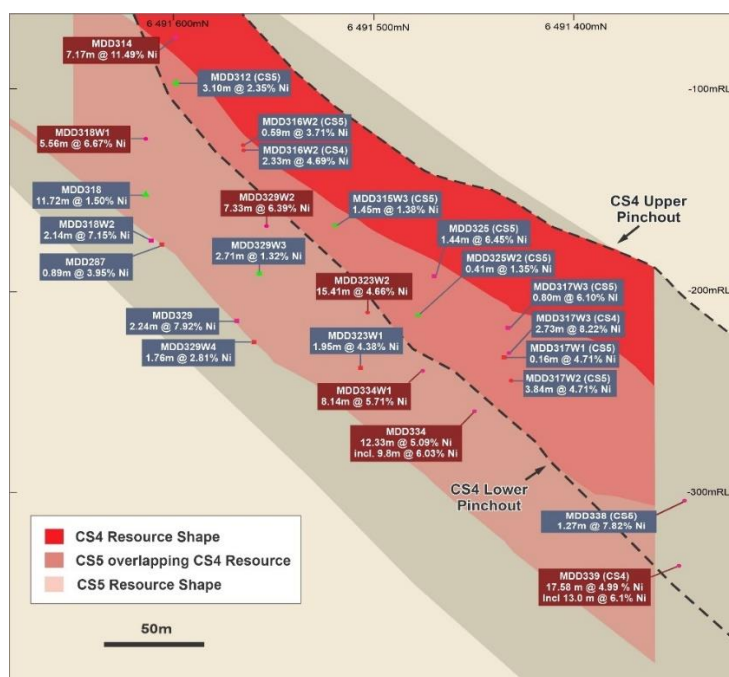 6 491 600mN
6 491 500mN
6 491 400mN
MDD314
7.17m @ 11.49% Ni
MDD312 (CS5)
3.10m @ 2.35% Ni
-100mRL
MDD316W2 (CS5)
0.59m @ 3.71% Ni
MDD316W2 (CS4)
2.33m @ 4.69% Ni
MDD318W1
5.56m @ 6.67% Ni
MDD318
11.72m @ 1.50% Ni
MDD329W2
7.33m @ 6.39% Ni
MDD315W3 (CS5)
1.45m @ 1.38% Ni
CS4 Upper
Pinchout
MDD318W2
2.14m @ 7.15% Ni
MDD325 (CS5)
1.44m @ 6.45% Ni
MDD329W3
2.71m @ 1.32% Ni
MDD325W2 (CS5)
0.41m @ 1.35% Ni
MDD287
0.89m @ 3.95% Ni
MDD323W2
15.41m @ 4.66% Ni
MDD317W3 (CS5)
0.80m @ 6.10% Ni
-200mRL
MDD317W3 (CS4)
2.73m @ 8.22% Ni
MDD329
2.24m @ 7.92% Ni
MDD323W1
1.95m @ 4.38% Ni
MDD317W1 (CS5)
0.16m @ 4.71% Ni
MDD329W4
1.76m @ 2.81% Ni
MDD317W2 (CS5)
3.84m @ 4.71% Ni
MDD334W1
8.14m @ 5.71% Ni
MDD334
12.33m @ 5.09% Ni
incl. 9.8m @ 6.03% Ni
CS4 Lower
Pinchout
-300mRL
MDD338 (CS5)
1.27m @ 7.82% Ni
MDD339 (CS4)
17.58 m @ 4.99 % Ni
Incl 13.0 m @ 6.1% Ni
CS4 Resource Shape
CS5 overlapping CS4 Resource
CS5 Resource Shape
50m